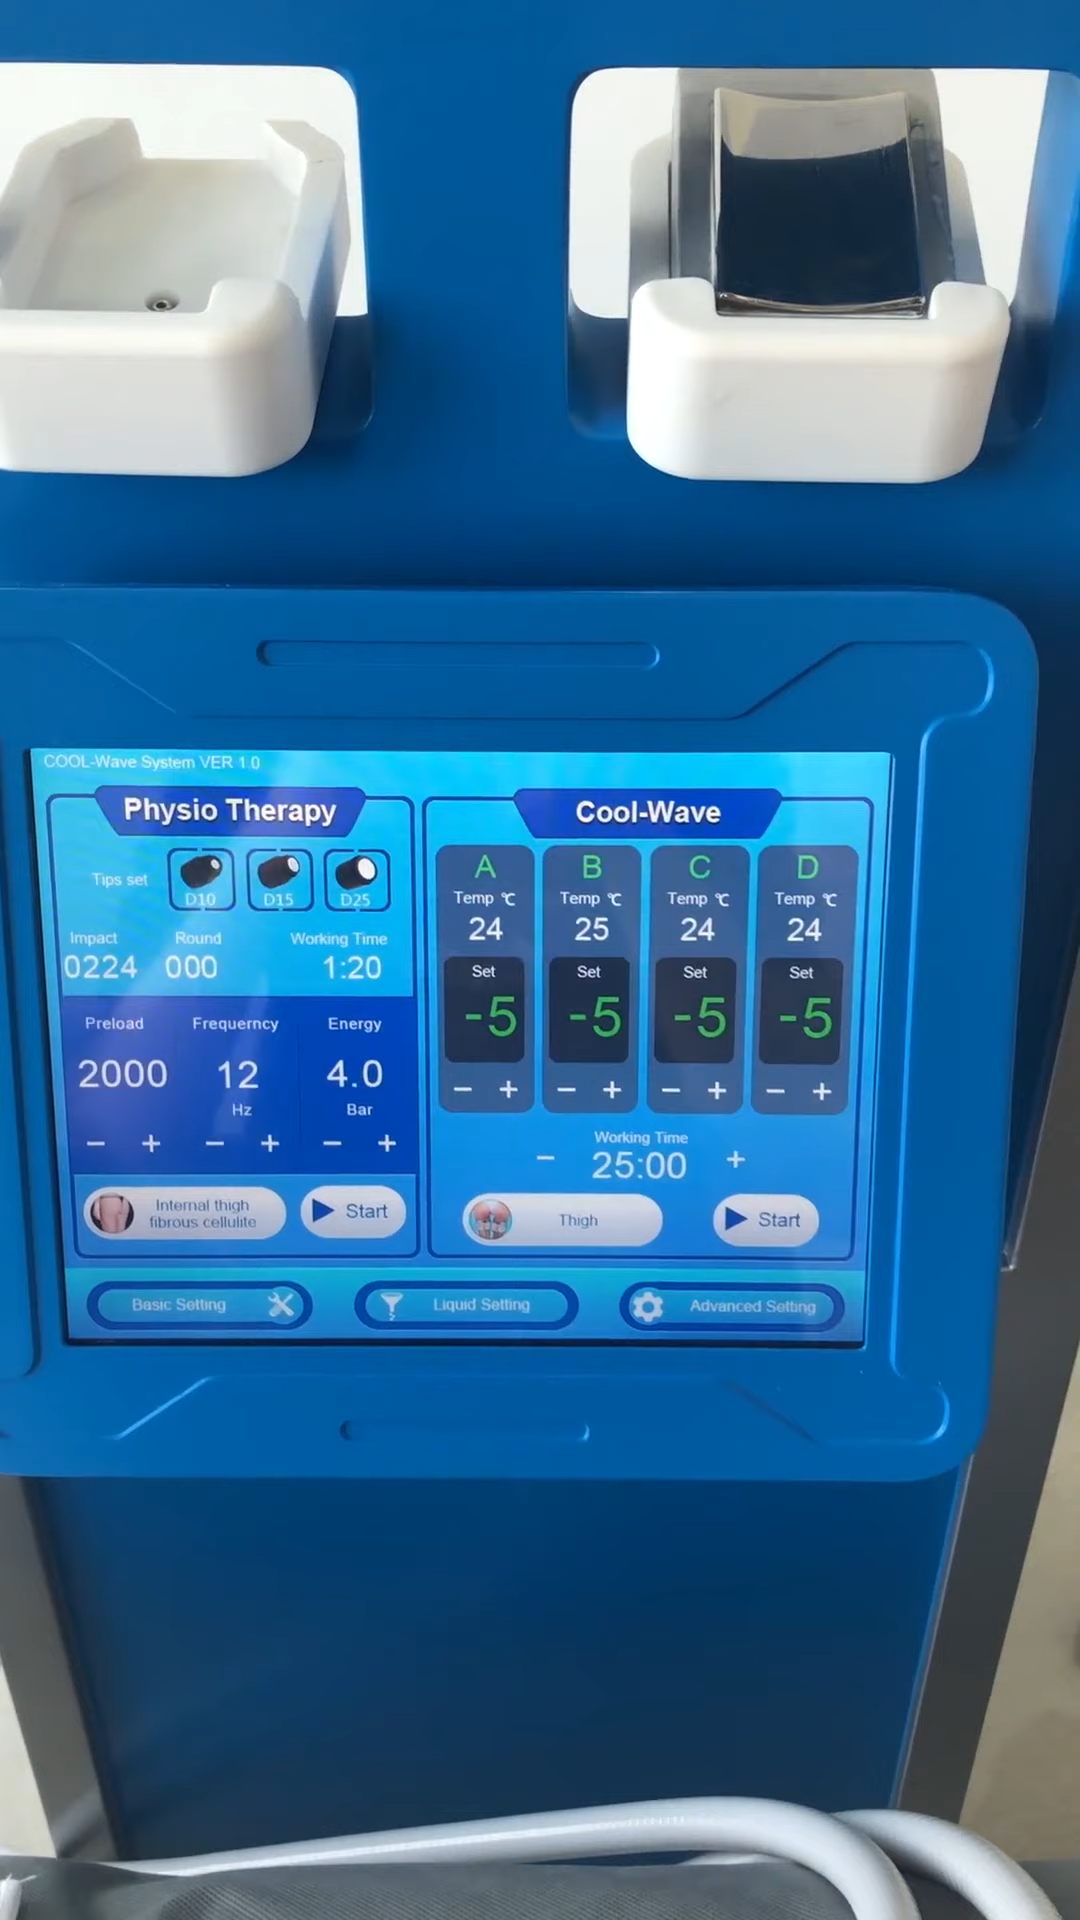 COOL-Wave System VER 1.0
Physio Therapy
Tips set
D10
D15
D25
Impact
Round
Working Time
0224
000
1:20
Preload
Frequerncy
Energy
2000
12
4.0
Hz
Bar
− +
− +
− +
Internal thigh
fibrous cellulite
Start
Cool-Wave
A
B
C
D
Temp ℃
Temp ℃
Temp ℃
Temp ℃
24
25
24
24
Set
Set
Set
Set
-5
-5
-5
-5
− +
− +
− +
− +
Working Time
− 25:00 +
Thigh
Start
Basic Setting
Liquid Setting
Advanced Setting